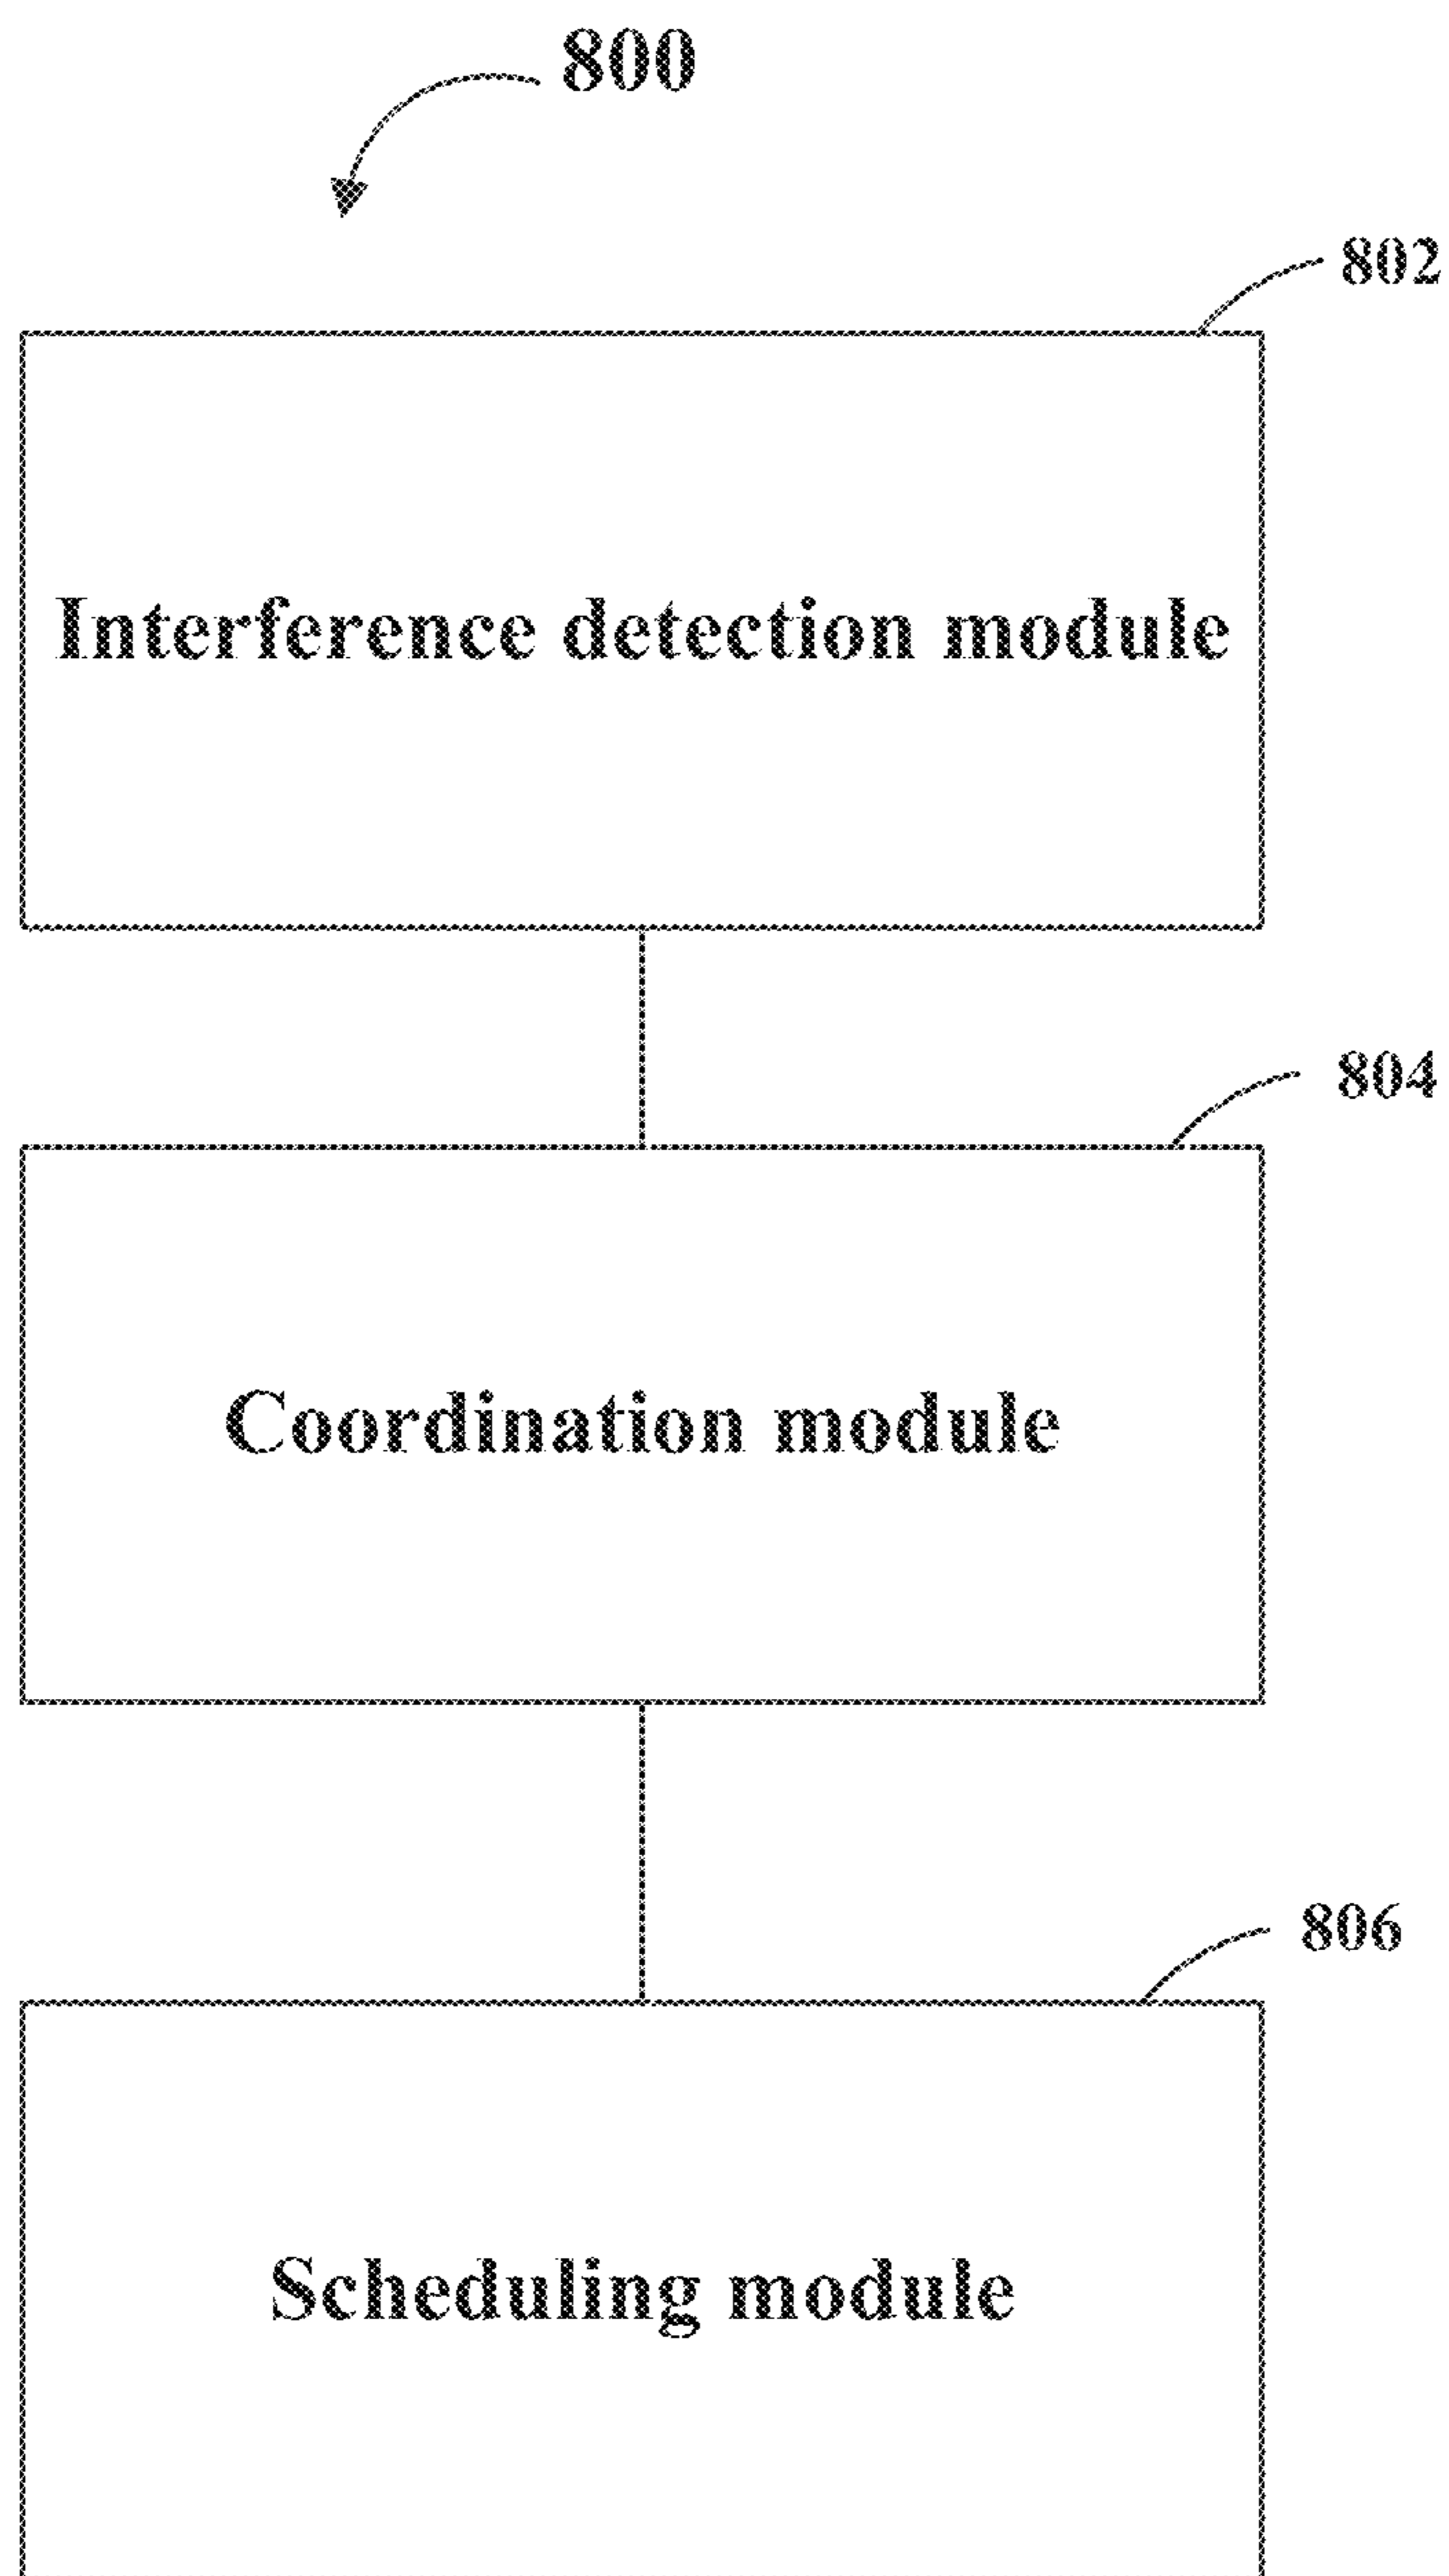 800
802
Interference detection module
804
Coordination module
806
Scheduling module